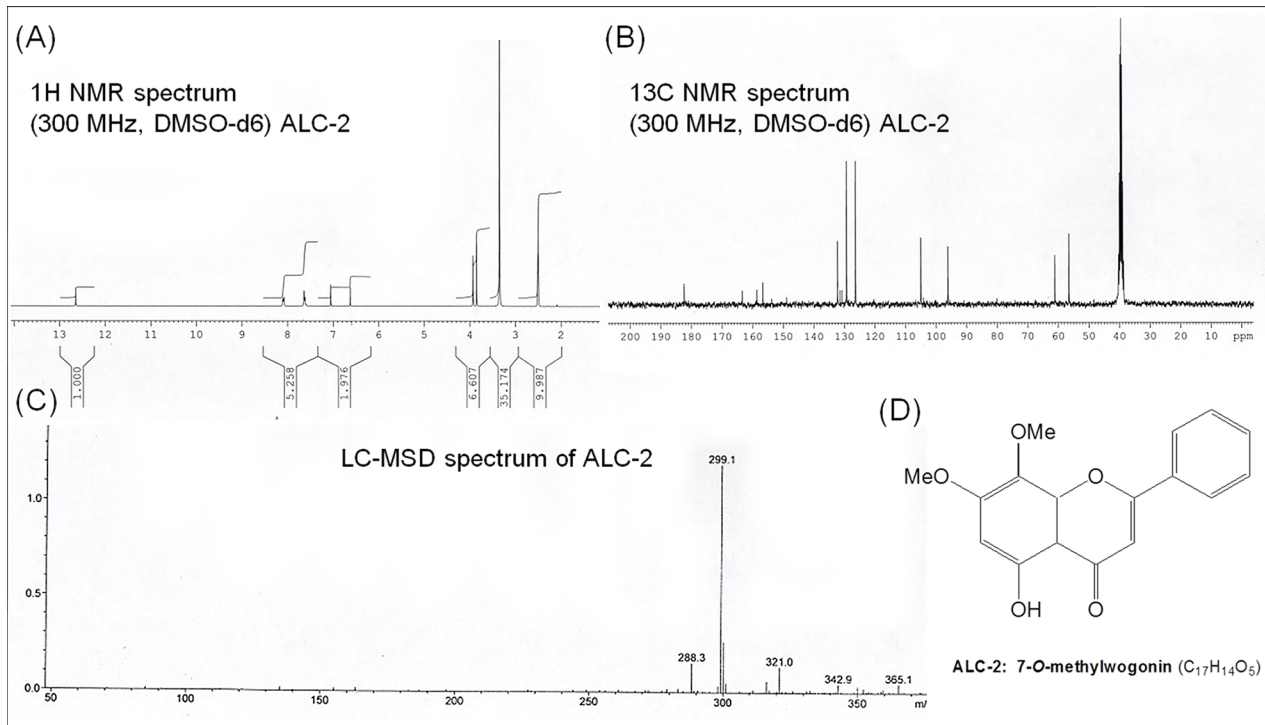 (A)
1H NMR spectrum
(300 MHz, DMSO-d6) ALC-2
13 12 11 10 9 8 7 6 5 4 3 2
1.000 5.258 1.976 6.607 35.174 9.987
(B)
13C NMR spectrum
(300 MHz, DMSO-d6) ALC-2
200 190 180 170 160 150 140 130 120 110 100 90 80 70 60 50 40 30 20 10 ppm
(C)
LC-MSD spectrum of ALC-2
299.1
1.0
0.5
288.3
321.0
342.9
365.1
0.0
50 100 150 200 250 300 350 m/
(D)
OMe
MeO
O
OH
O
ALC-2: 7-O-methylwogonin (C₁₇H₁₄O₅)